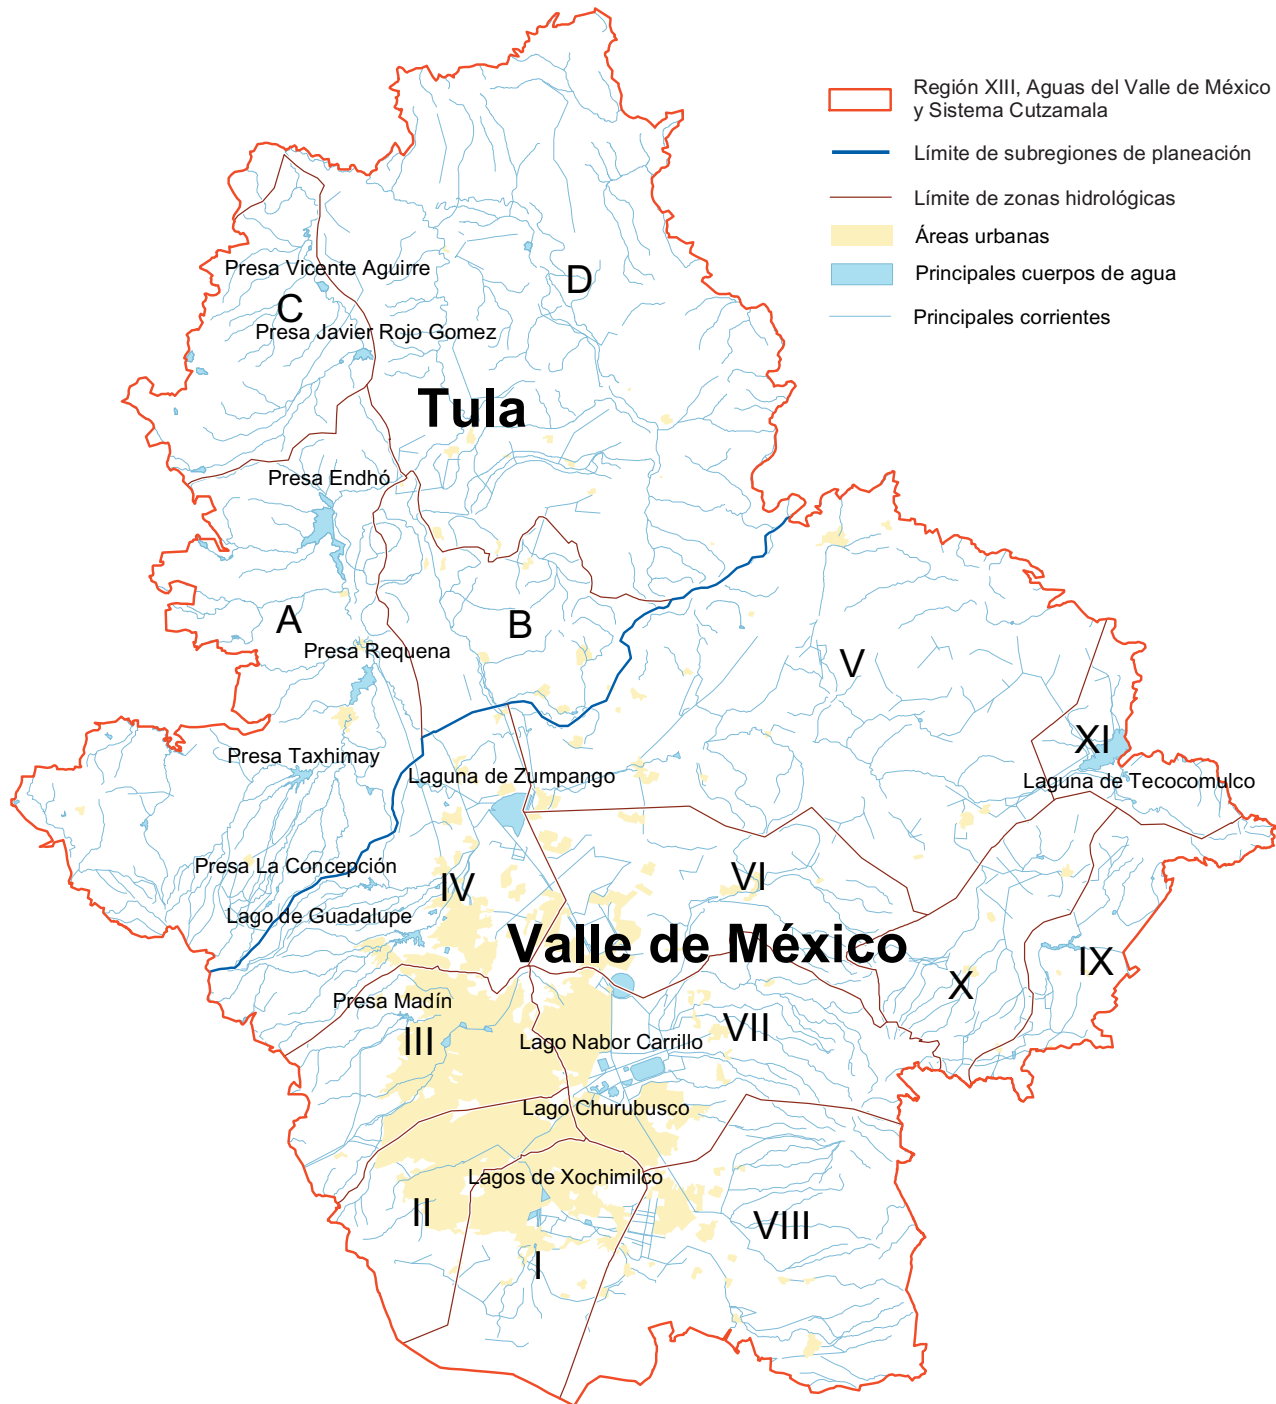 Región XIII, Aguas del Valle de México
y Sistema Cutzamala
Límite de subregiones de planeación
Límite de zonas hidrológicas
Áreas urbanas
Principales cuerpos de agua
Principales corrientes
Presa Vicente Aguirre
D
C
Presa Javier Rojo Gomez
Tula
Presa Endhó
A
B
Presa Requena
V
XI
Presa Taxhimay
Laguna de Zumpango
Laguna de Tecocomulco
Presa La Concepción
IV
VI
Lago de Guadalupe
Valle de México
IX
X
Presa Madín
III
VII
Lago Nabor Carrillo
Lago Churubusco
Lagos de Xochimilco
II
VIII
I